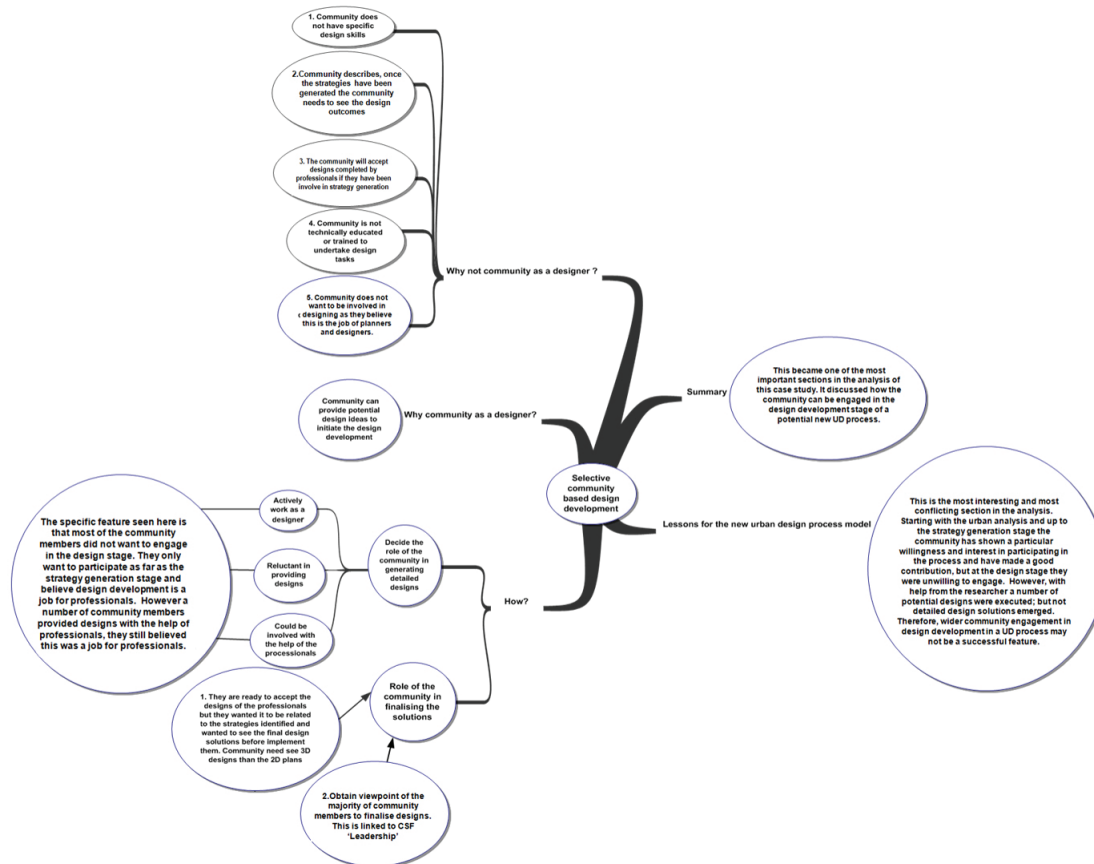 1. Community does
not have specific
design skills
2.Community describes, once
the strategies have been
generated the community
needs to see the design
outcomes
3. The community will accept
designs completed by
professionals if they have been
involve in strategy generation
4. Community is not
technically educated
or trained to
undertake design
tasks
5. Community does not
want to be involved in
designing as they believe
this is the job of planners
and designers.
Why not community as a designer ?
Community can
provide potential
design ideas to
initiate the design
development
Why community as a designer?
Summary
This became one of the most
important sections in the analysis of
this case study. It discussed how the
community can be engaged in the
design development stage of a
potential new UD process.
Selective
community
based design
development
Lessons for the new urban design process model
This is the most interesting and most
conflicting section in the analysis.
Starting with the urban analysis and up to
the strategy generation stage the
community has shown a particular
willingness and interest in participating in
the process and have made a good
contribution, but at the design stage they
were unwilling to engage. However, with
help from the researcher a number of
potential designs were executed; but not
detailed design solutions emerged.
Therefore, wider community engagement in
design development in a UD process may
not be a successful feature.
The specific feature seen here is
that most of the community
members did not want to engage
in the design stage. They only
want to participate as far as the
strategy generation stage and
believe design development is a
job for professionals. However a
number of community members
provided designs with the help of
professionals, they still believed
this was a job for professionals.
Actively
work as a
designer
Reluctant in
providing
designs
Could be
involved with
the help of the
processionals
Decide the
role of the
community in
generating
detailed
designs
How?
Role of the
community in
finalising the
solutions
1. They are ready to accept the
designs of the professionals
but they wanted it to be related
to the strategies identified and
wanted to see the final design
solutions before implement
them. Community need see 3D
designs than the 2D plans
2.Obtain viewpoint of the
majority of community
members to finalise designs.
This is linked to CSF
‘Leadership’